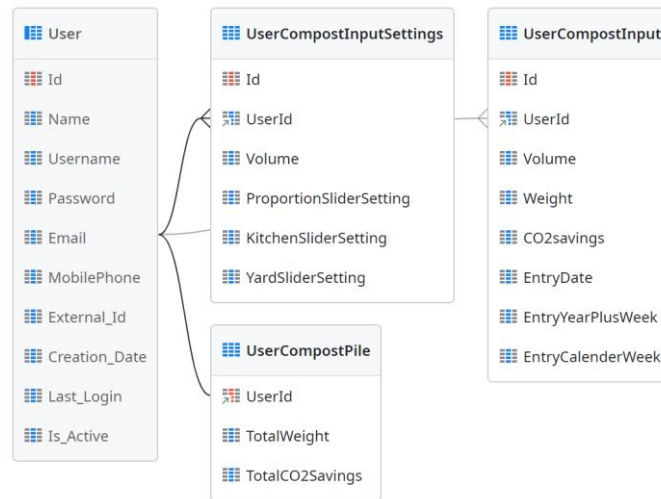 User
Id
Name
Username
Password
Email
MobilePhone
External_Id
Creation_Date
Last_Login
Is_Active
UserCompostInputSettings
Id
UserId
Volume
ProportionSliderSetting
KitchenSliderSetting
YardSliderSetting
UserCompostPile
UserId
TotalWeight
TotalCO2Savings
UserCompostInput
Id
UserId
Volume
Weight
CO2savings
EntryDate
EntryYearPlusWeek
EntryCalenderWeek